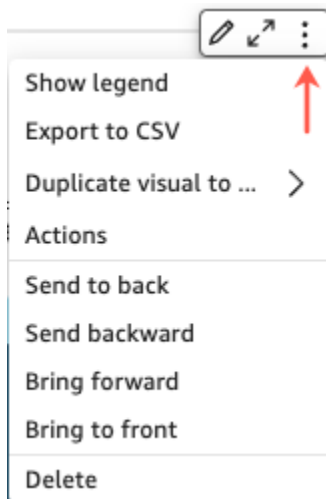 Show legend
Export to CSV
Duplicate visual to ...
Actions
Send to back
Send backward
Bring forward
Bring to front
Delete